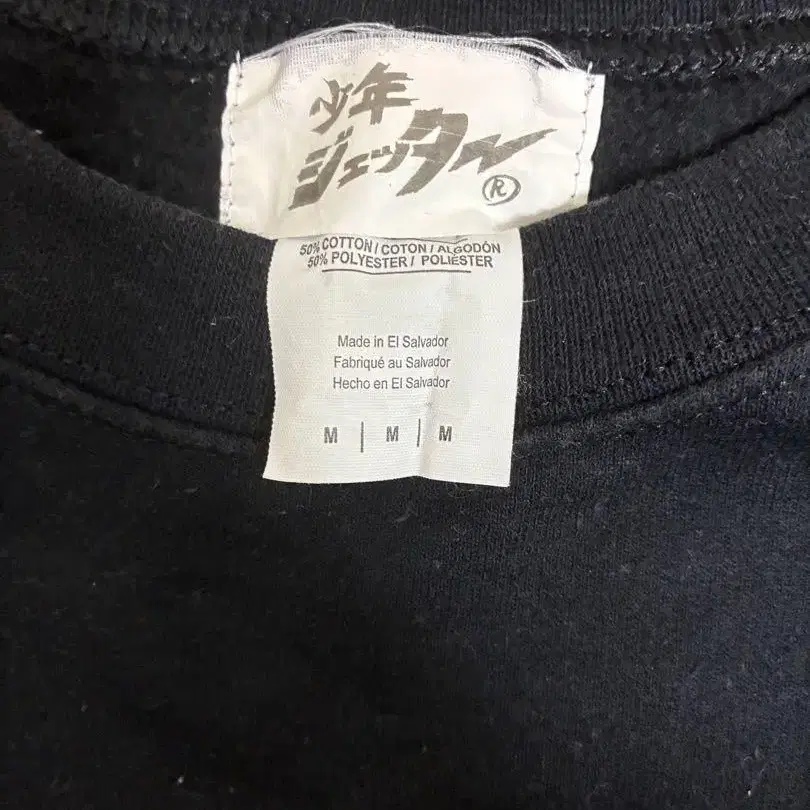 少年
ジェッター
®
50% COTTON / COTON / ALGODÓN
50% POLYESTER / POLIÉSTER
Made in El Salvador
Fabriqué au Salvador
Hecho en El Salvador
M | M | M